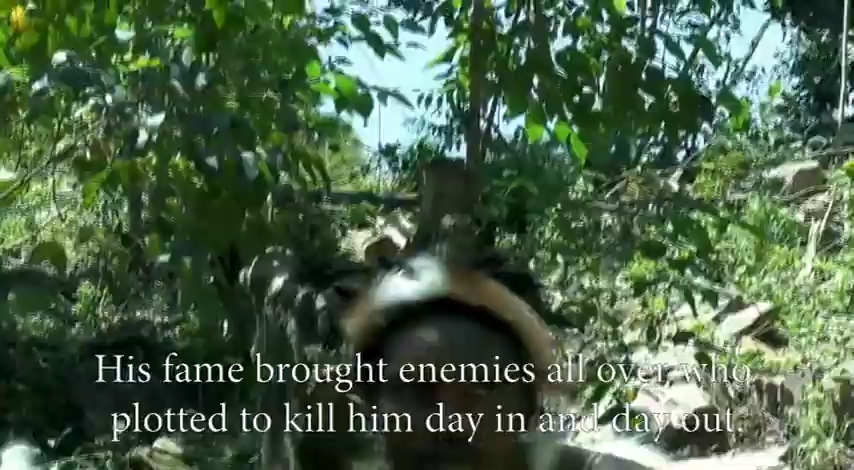 His fame brought enemies all over who
plotted to kill him day in and day out.